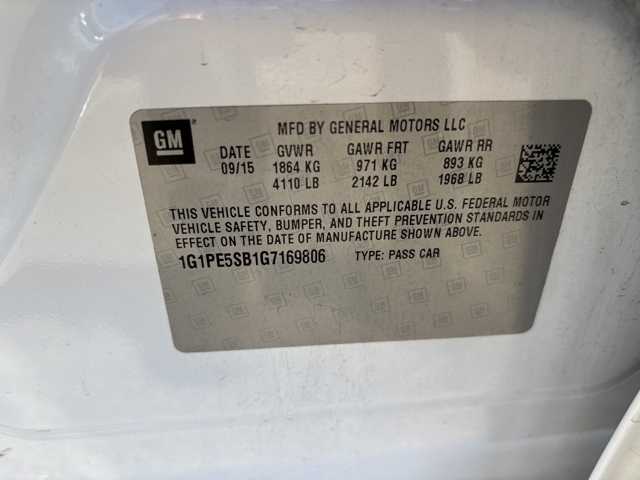 GM
MFD BY GENERAL MOTORS LLC
DATE GVWR GAWR FRT GAWR RR
09/15 1864 KG 971 KG 893 KG
4110 LB 2142 LB 1968 LB
THIS VEHICLE CONFORMS TO ALL APPLICABLE U.S. FEDERAL MOTOR
VEHICLE SAFETY, BUMPER, AND THEFT PREVENTION STANDARDS IN
EFFECT ON THE DATE OF MANUFACTURE SHOWN ABOVE.
1G1PE5SB1G7169806 TYPE: PASS CAR